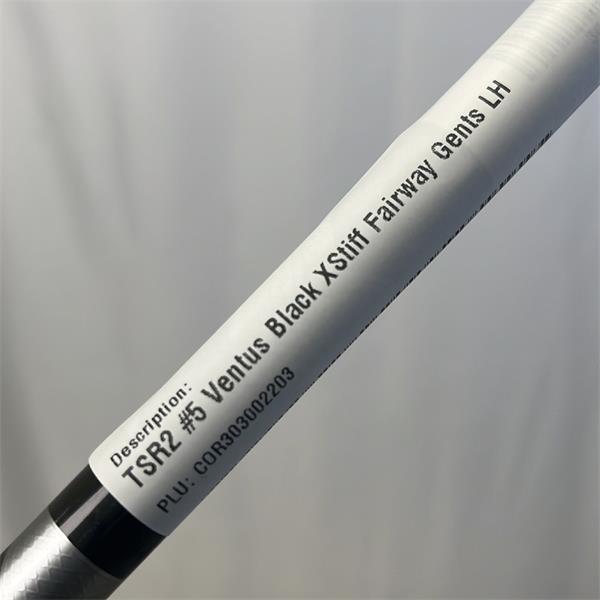 Description:
TSR2 #5 Ventus Black XStiff Fairway Gents LH
PLU: COR303002203